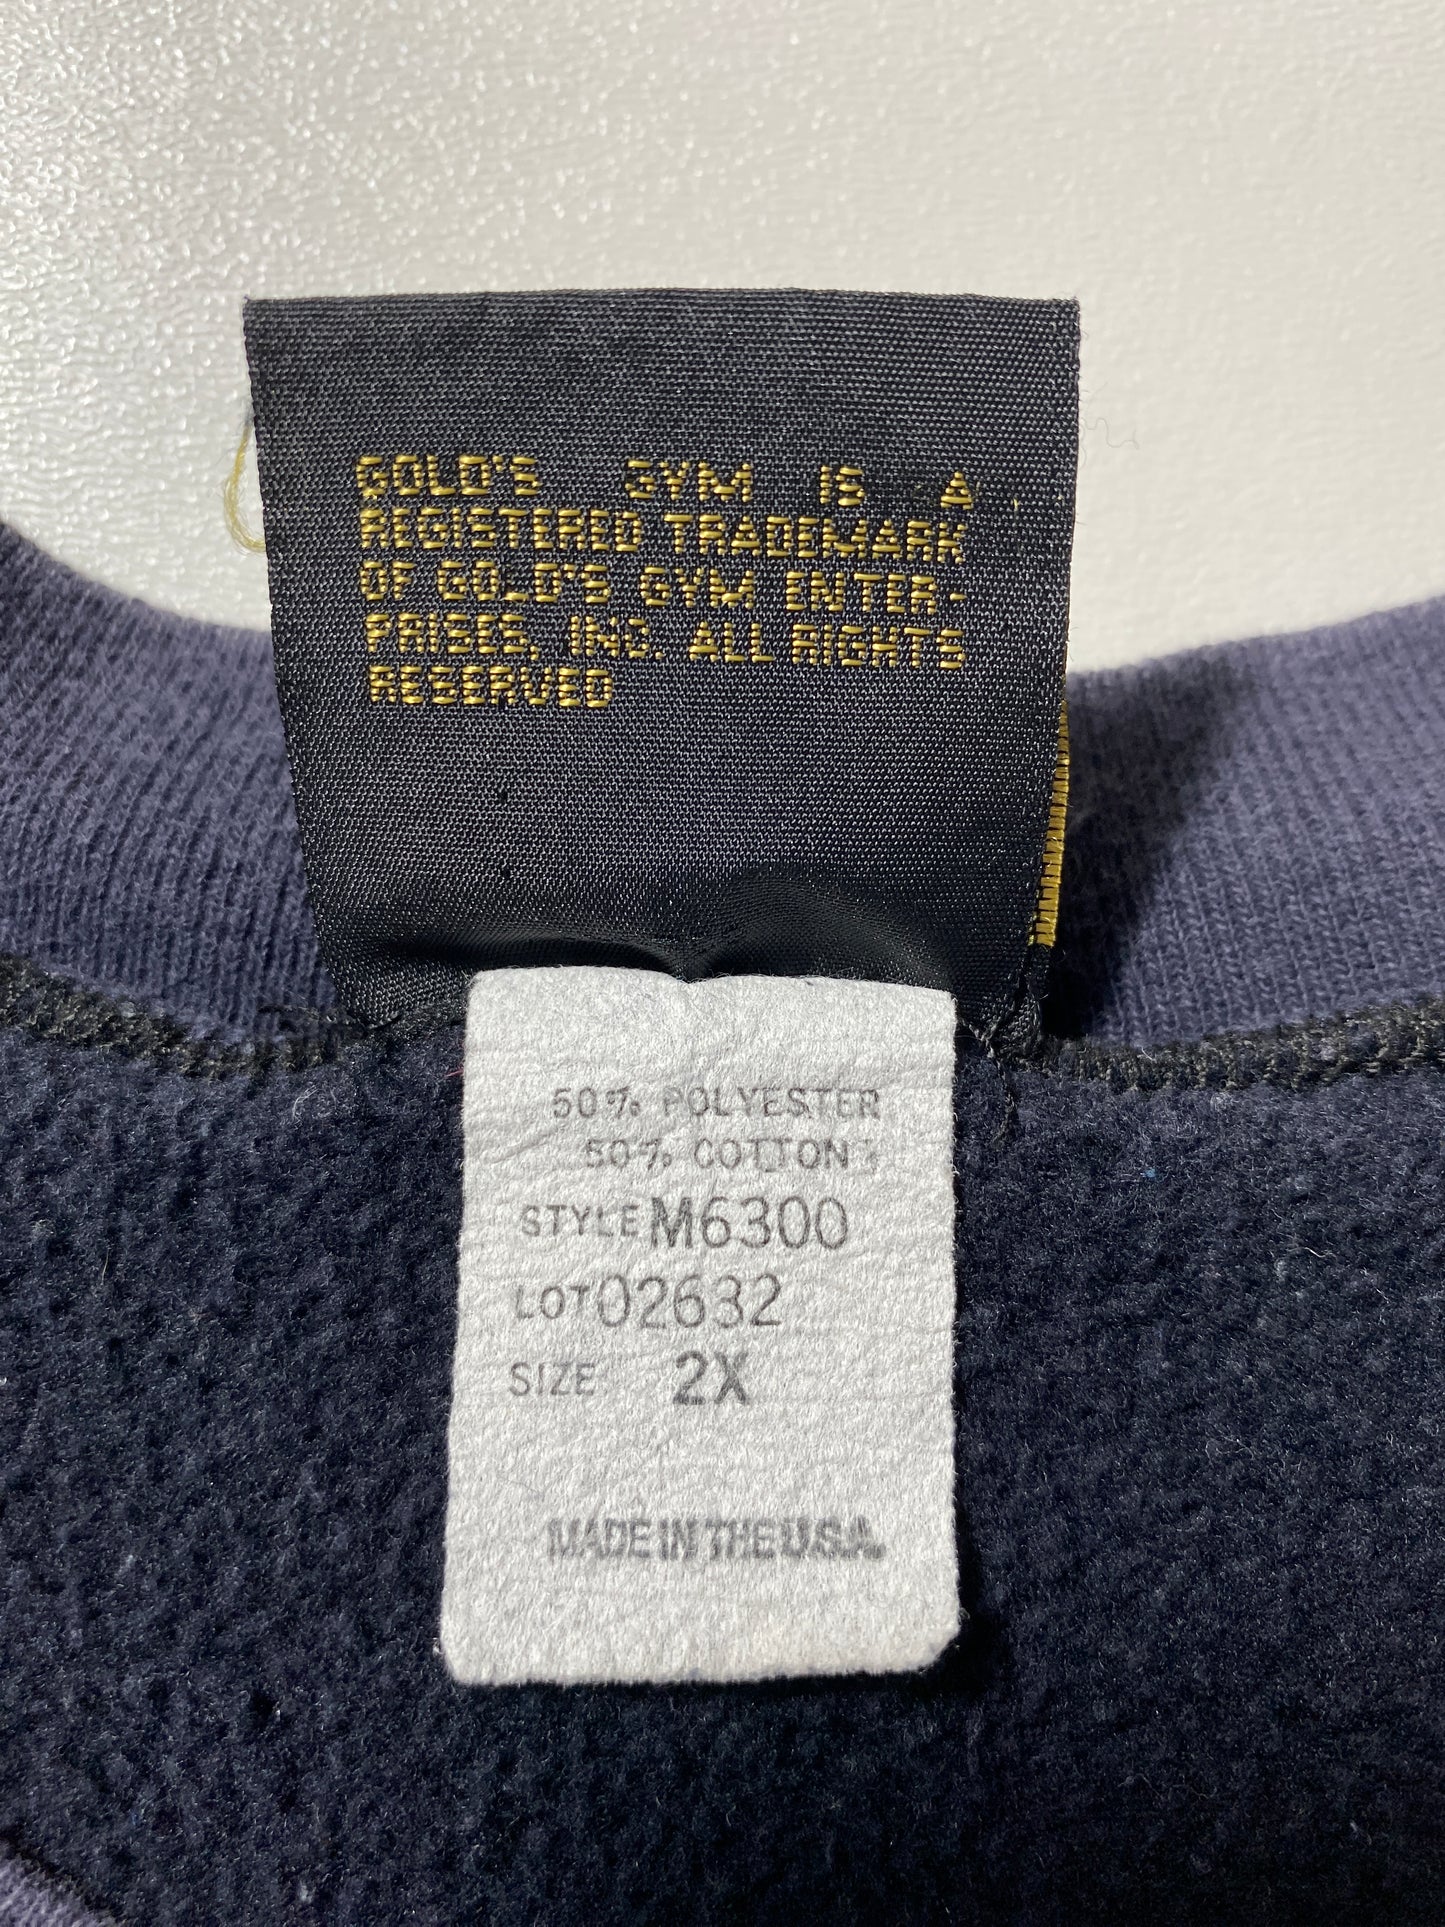 GOLD'S GYM IS A
REGISTERED TRADEMARK
OF GOLD'S GYM ENTER-
PRISES, INC. ALL RIGHTS
RESERVED
50% POLYESTER
50% COTTON
STYLE M6300
LOT 02632
SIZE 2X
MADE IN THE U.S.A.